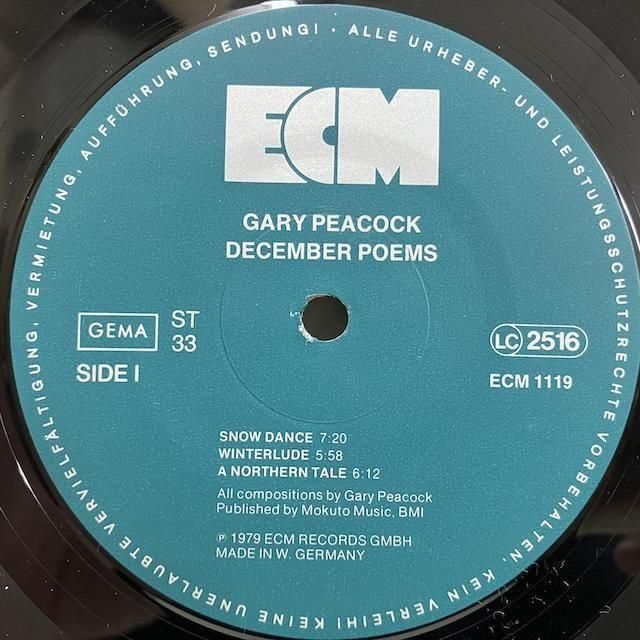 ALLE URHEBER- UND LEISTUNGSSCHUTZRECHTE VORBEHALTEN. KEIN VERLEIH! KEINE UNERLAUBTE VERVIELFÄLTIGUNG, VERMIETUNG, AUFFÜHRUNG, SENDUNG! ·
ECM
GARY PEACOCK
DECEMBER POEMS
GEMA
ST
33
SIDE I
LC 2516
ECM 1119
SNOW DANCE 7:20
WINTERLUDE 5:58
A NORTHERN TALE 6:12
All compositions by Gary Peacock
Published by Mokuto Music, BMI
℗ 1979 ECM RECORDS GMBH
MADE IN W. GERMANY